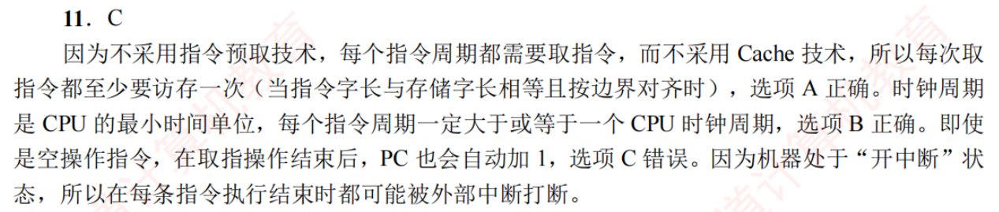 11． C
因为不采用指令预取技术，每个指令周期都需要取指令，而不采用 Cache 技术，所以每次取
指令都至少要访存一次（当指令字长与存储字长相等且按边界对齐时），选项 A 正确。时钟周期
是 CPU 的最小时间单位，每个指令周期一定大于或等于一个 CPU 时钟周期，选项 B 正确。即使
是空操作指令，在取指操作结束后，PC 也会自动加 1，选项 C 错误。因为机器处于“开中断”状
态，所以在每条指令执行结束时都可能被外部中断打断。